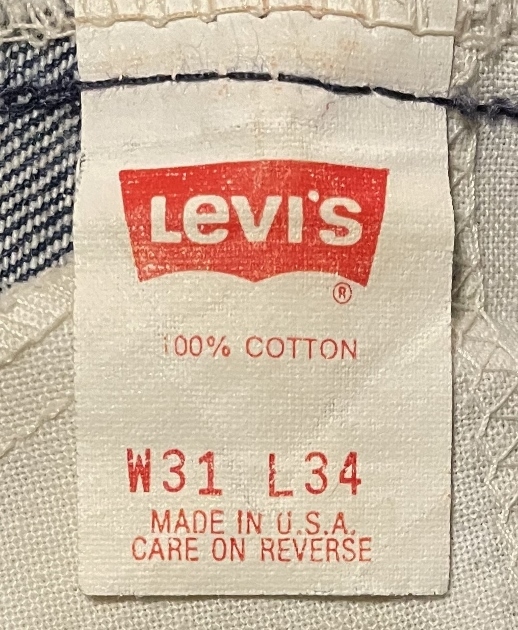 Levi's
®
100% COTTON
W31 L34
MADE IN U.S.A.
CARE ON REVERSE